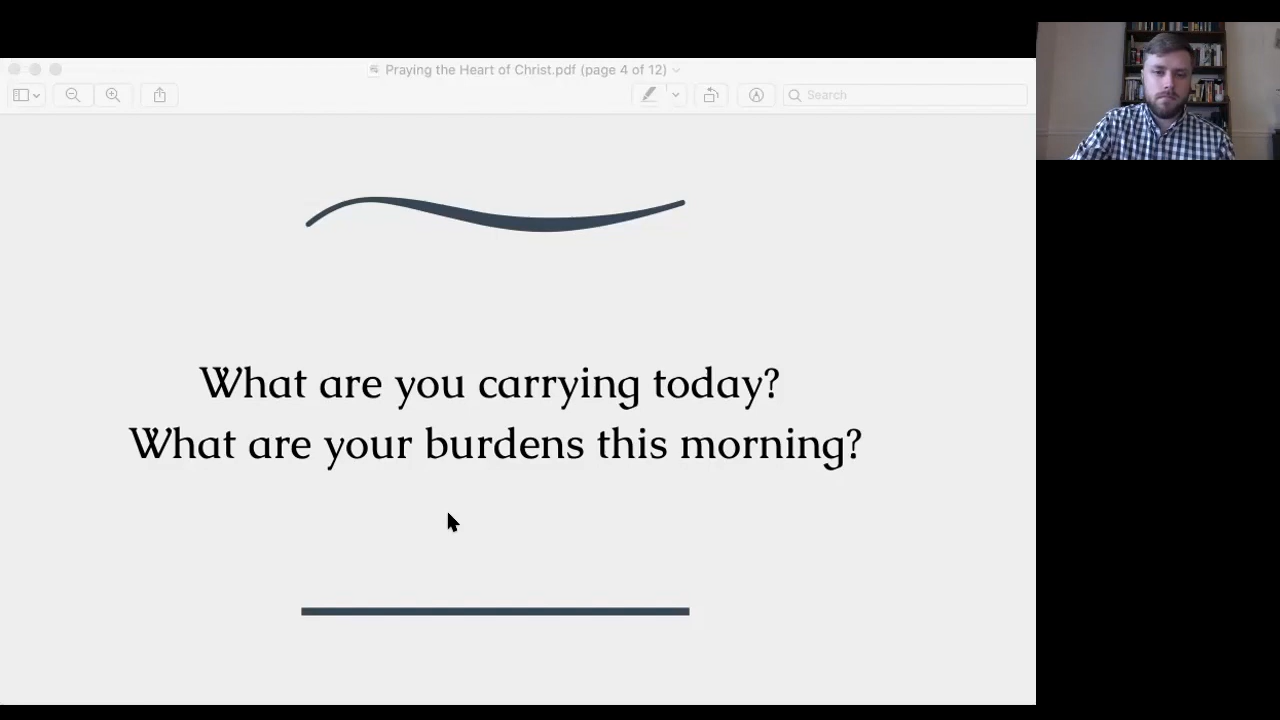 Praying the Heart of Christ.pdf (page 4 of 12)
Search
What are you carrying today?
What are your burdens this morning?